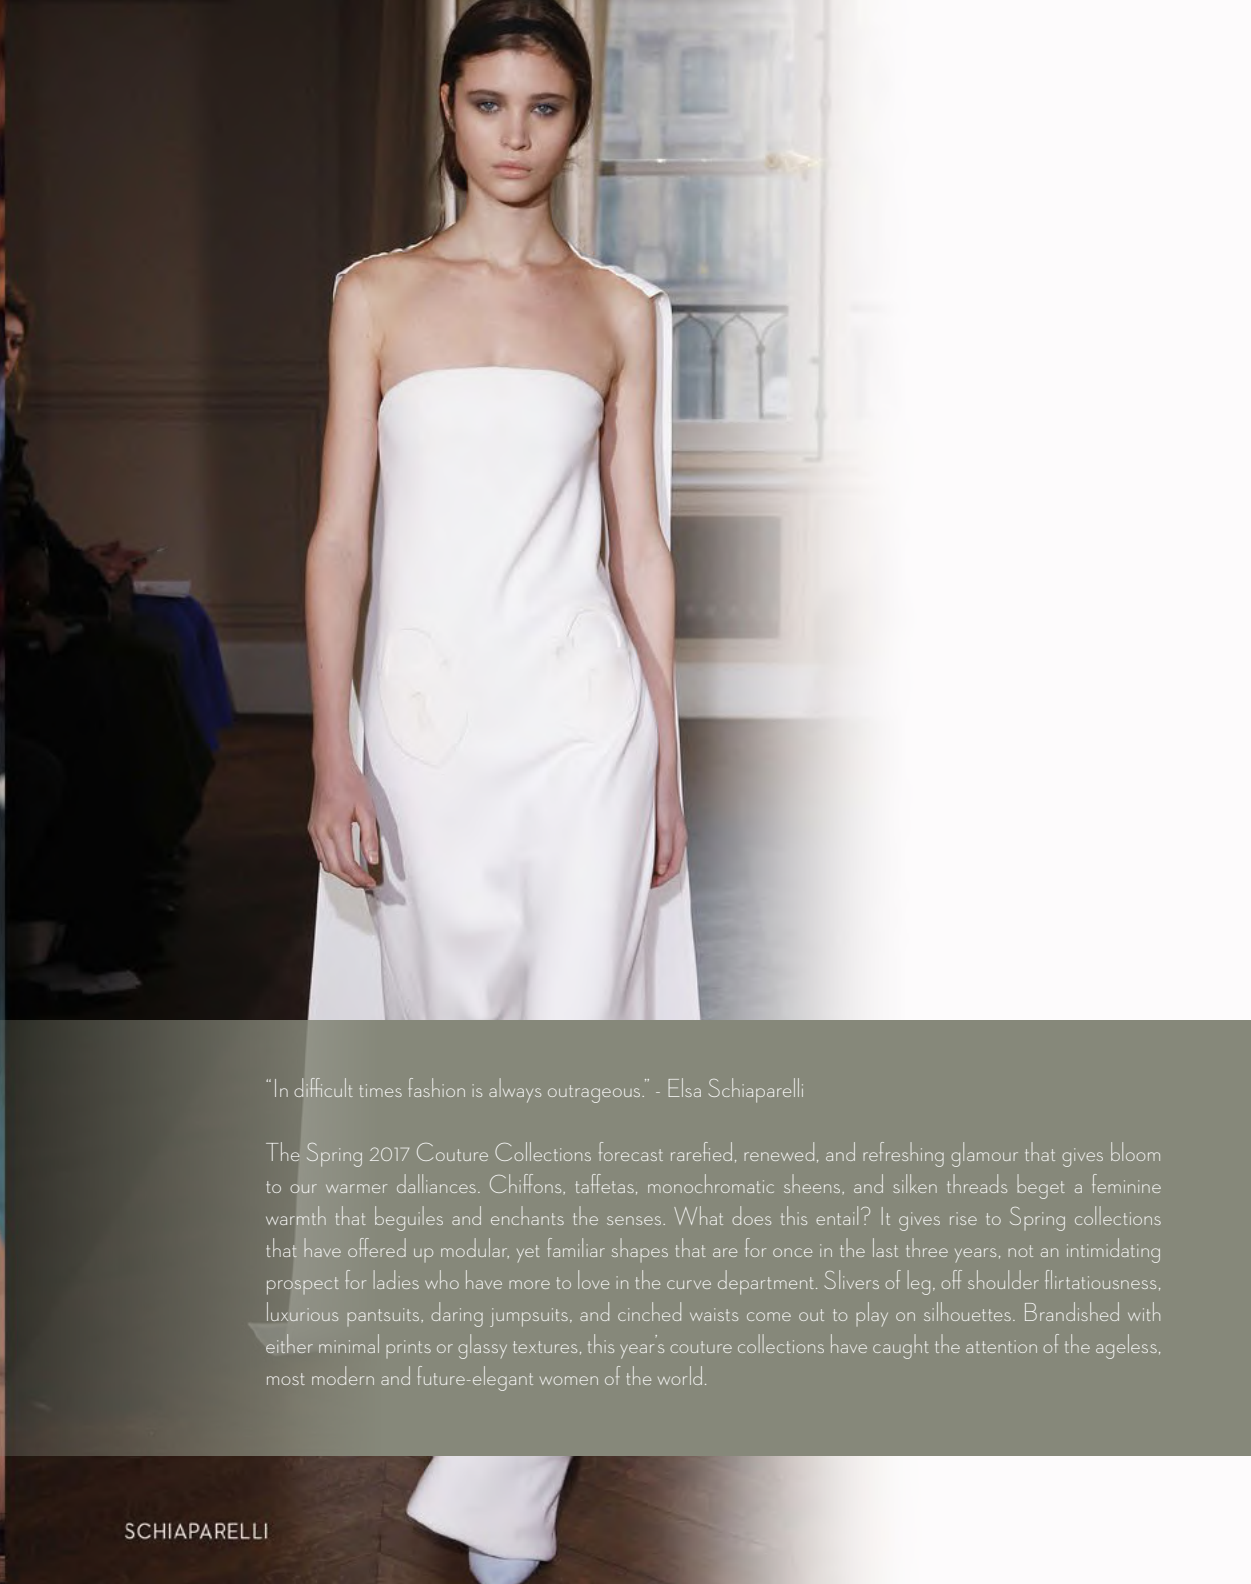 “In difficult times fashion is always outrageous.” - Elsa Schiaparelli
The Spring 2017 Couture Collections forecast rarefied, renewed, and refreshing glamour that gives bloom
to our warmer dalliances. Chiffons, taffetas, monochromatic sheens, and silken threads beget a feminine
warmth that beguiles and enchants the senses. What does this entail? It gives rise to Spring collections
that have offered up modular, yet familiar shapes that are for once in the last three years, not an intimidating
prospect for ladies who have more to love in the curve department. Slivers of leg, off shoulder flirtatiousness,
luxurious pantsuits, daring jumpsuits, and cinched waists come out to play on silhouettes. Brandished with
either minimal prints or glassy textures, this year’s couture collections have caught the attention of the ageless,
most modern and future-elegant women of the world.
SCHIAPARELLI